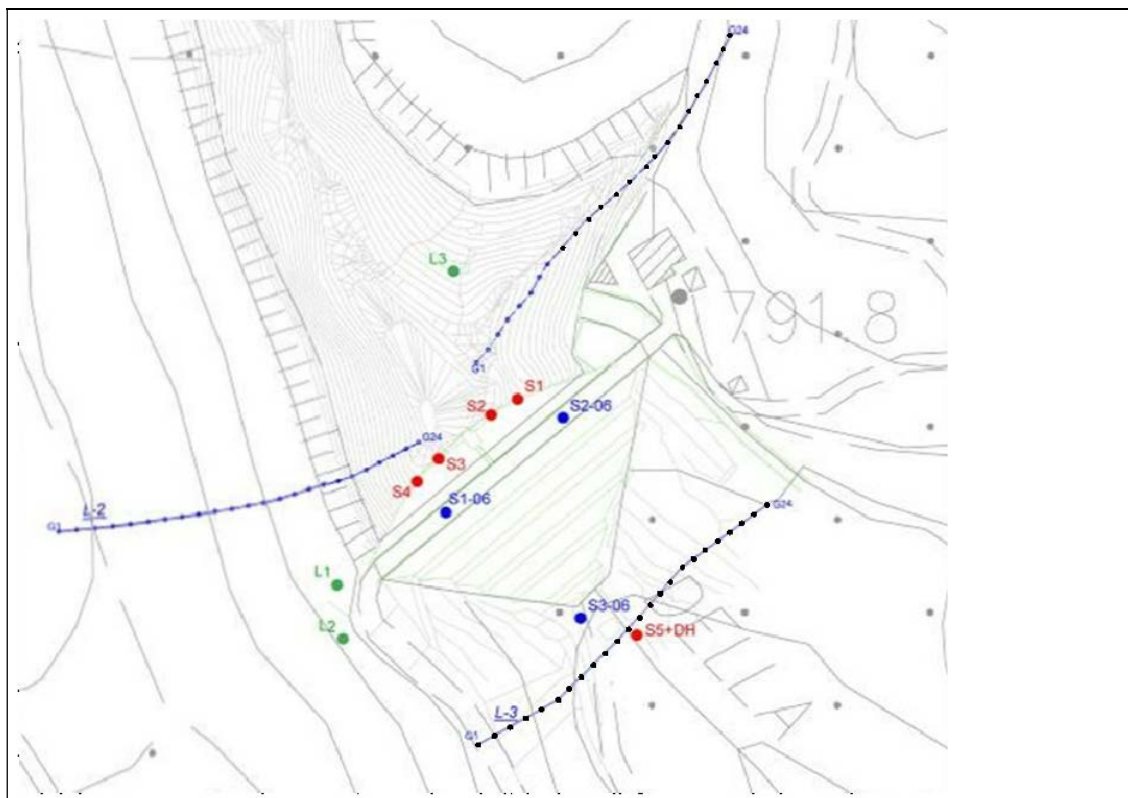 G24
L3
791.8
G1
S1
S2
S2-06
G24
S3
S4
S1-06
L-2
G1
G24
L1
S3-06
L2
S5+DH
L-3
G1